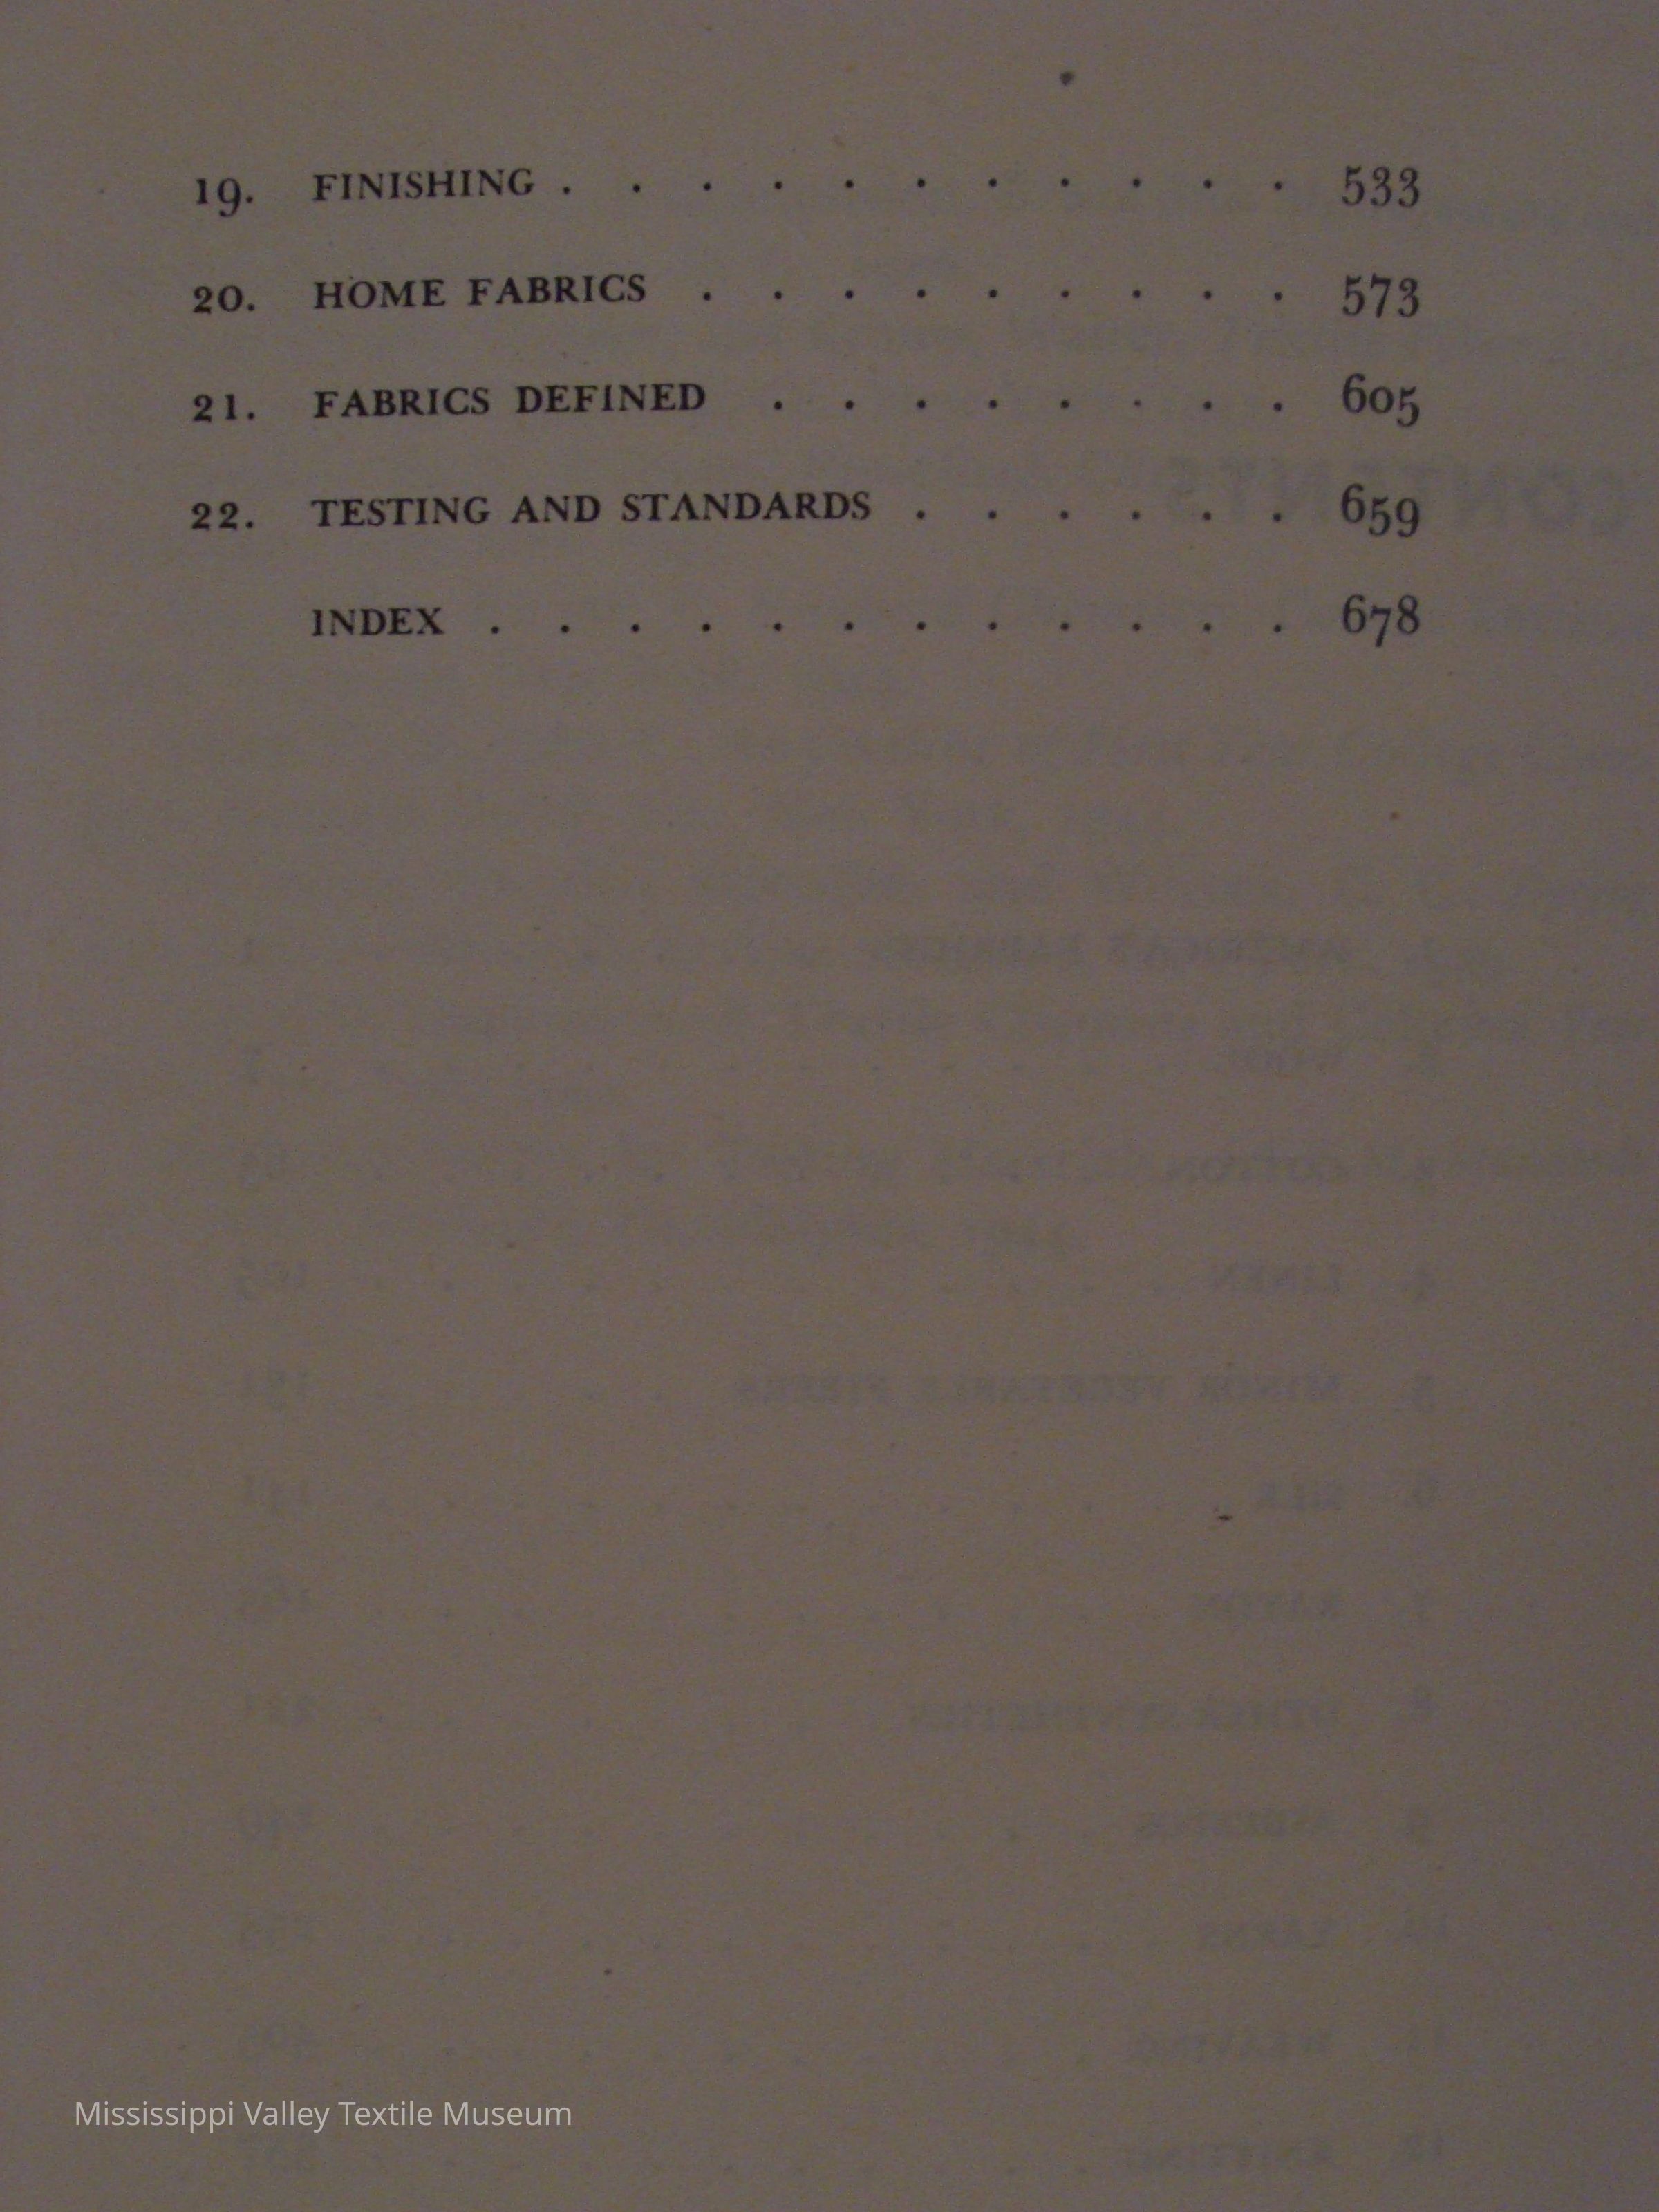 19. FINISHING . . . . . . . . . . . 533
20. HOME FABRICS . . . . . . . . . 573
21. FABRICS DEFINED . . . . . . . . 605
22. TESTING AND STANDARDS . . . . . . 659
INDEX . . . . . . . . . . . . 678
Mississippi Valley Textile Museum